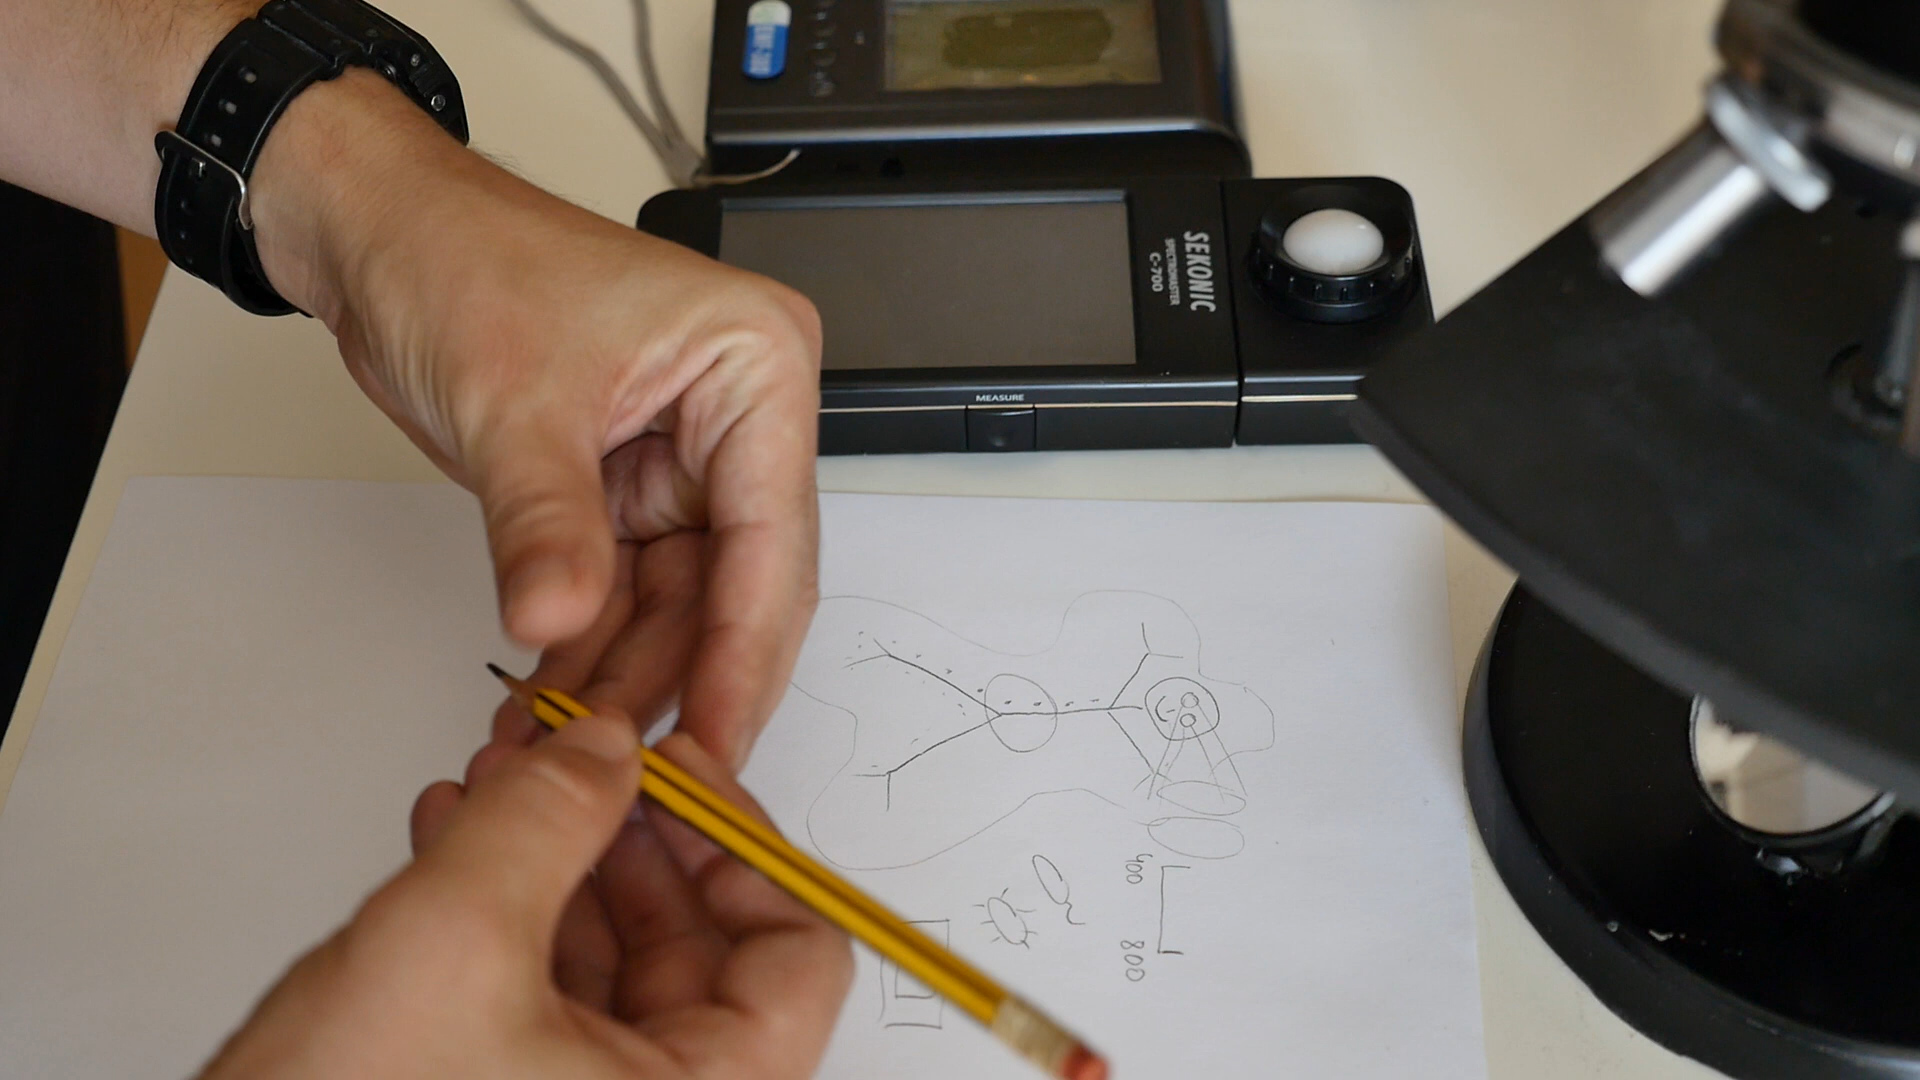 SEKONIC
SPECTROMASTER
C-700
MEASURE
400
800